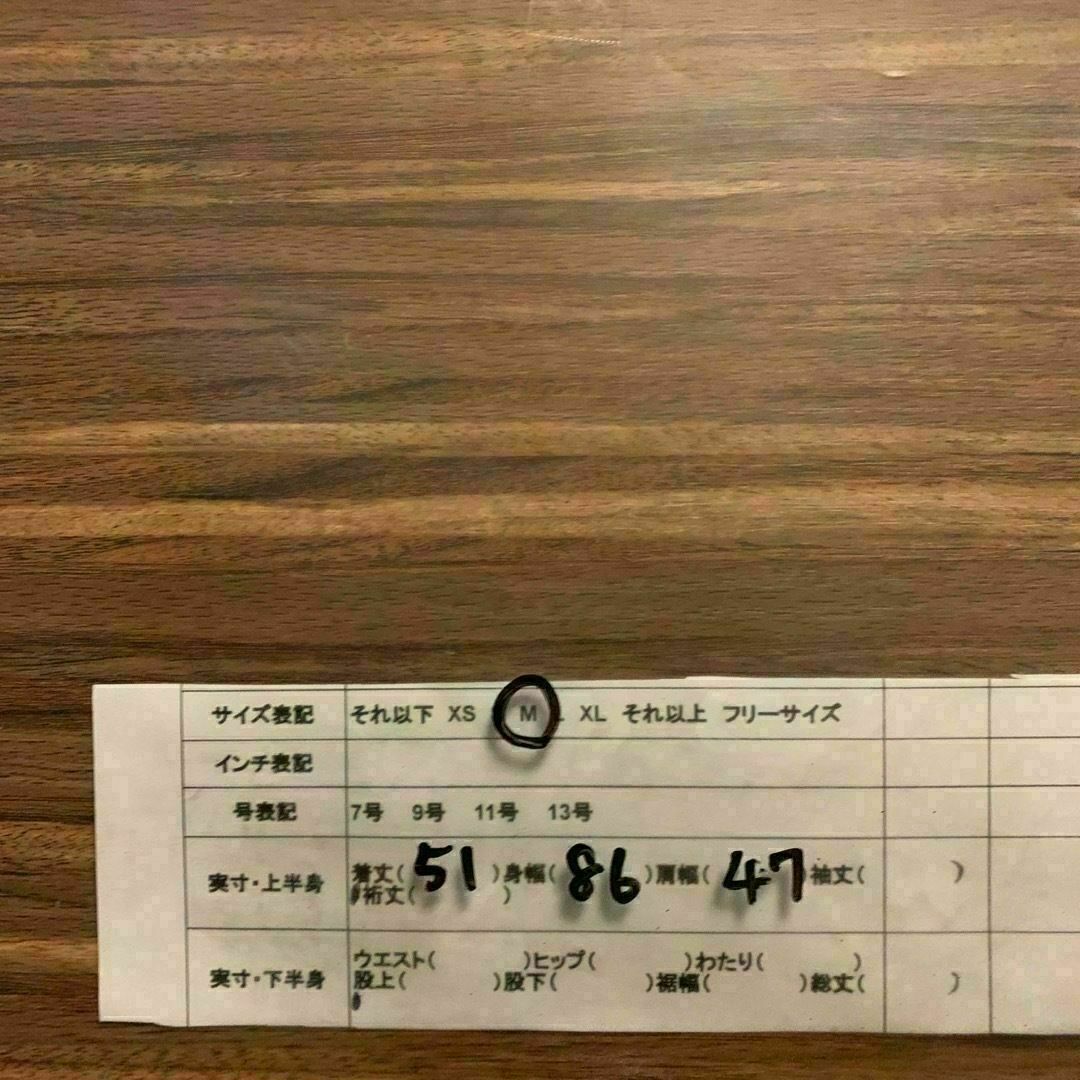 サイズ表記 それ以下 XS M XL それ以上 フリーサイズ
インチ表記
号表記 7号 9号 11号 13号
実寸・上半身 着丈( 51 )身幅( 86 )肩幅( 47 )袖丈( )
裄丈( )
実寸・下半身 ウエスト( )ヒップ( )わたり( )
股上( )股下( )裾幅( )総丈( )